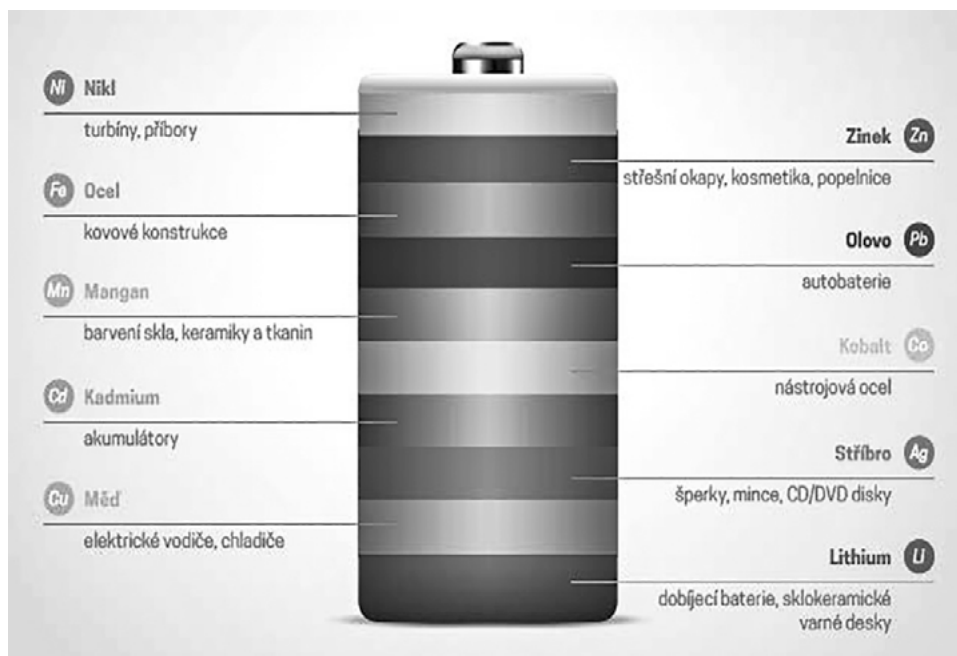 Ni Nikl
turbíny, příbory
Fe Ocel
kovové konstrukce
Mn Mangan
barvení skla, keramiky a tkanin
Cd Kadmium
akumulátory
Cu Měď
elektrické vodiče, chladiče
Zinek Zn
střešní okapy, kosmetika, popelnice
Olovo Pb
autobaterie
Kobalt Co
nástrojová ocel
Stříbro Ag
šperky, mince, CD/DVD disky
Lithium Li
dobíjecí baterie, sklokeramické
varné desky